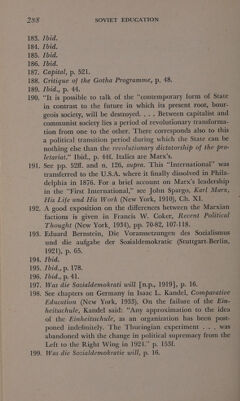 288 SOVIET EDUCATION
183. Ibid.
184. Ibid.
185. Ibid.
186. Ibid.
187. Capital, p. 521.
188. Critique of the Gotha Programme, p. 48.
189. Ibid., p. 44.
190. "It is possible to talk of the "contemporary form of State
in contrast to the future in which its present root, bour-
geois society, will be destroyed. . . . Between capitalist and
communist society lies a period of revolutionary transforma-
tion from one to the other. There corresponds also to this
a political transition period during which the State can be
nothing else than the revolutionary dictatorship of the pro-
letariat." Ibid., p. 44f. Italics are Marx's.
191. See pp. 52ff. and n. 126, supra. This "International" was
transferred to the U.S.A. where it finally dissolved in Phila-
delphia in 1876. For a brief account on Marx's leadership
in the "First International," see John Spargo, Karl Marx,
His Life and His Work (New York, 1910), Ch. XI.
192. A good exposition on the differences between the Marxian
factions is given in Francis W. Coker, Recent Political
Thought (New York, 1934), pp. 70-82, 107-118.
193. Eduard Bernstein, Die Vorausetzungen des Socialismus
und die aufgabe der Sosialdemokratic (Stuttgart-Berlin,
1921), p. 65.
194. Ibid.
195. Ibid., p. 178.
196. Ibid., p. 41.
197. Was die Sozialdemokrati will [n.p., 1919], p. 16.
198. See chapters on Germany in Isaac L. Kandel, Comparative
Education (New York, 1933). On the failure of the Ein-
heitschule, Kandel said: "Any approximation to the idea
of the Einheitschule, as an organization has been post-
poned indefinitely. The Thuringian experiment . . . was
abandoned with the change in political supremacy from the
Left to the Right Wing in 1924." p. 153f.
199. Was die Sozialdemokratie will, p. 16.